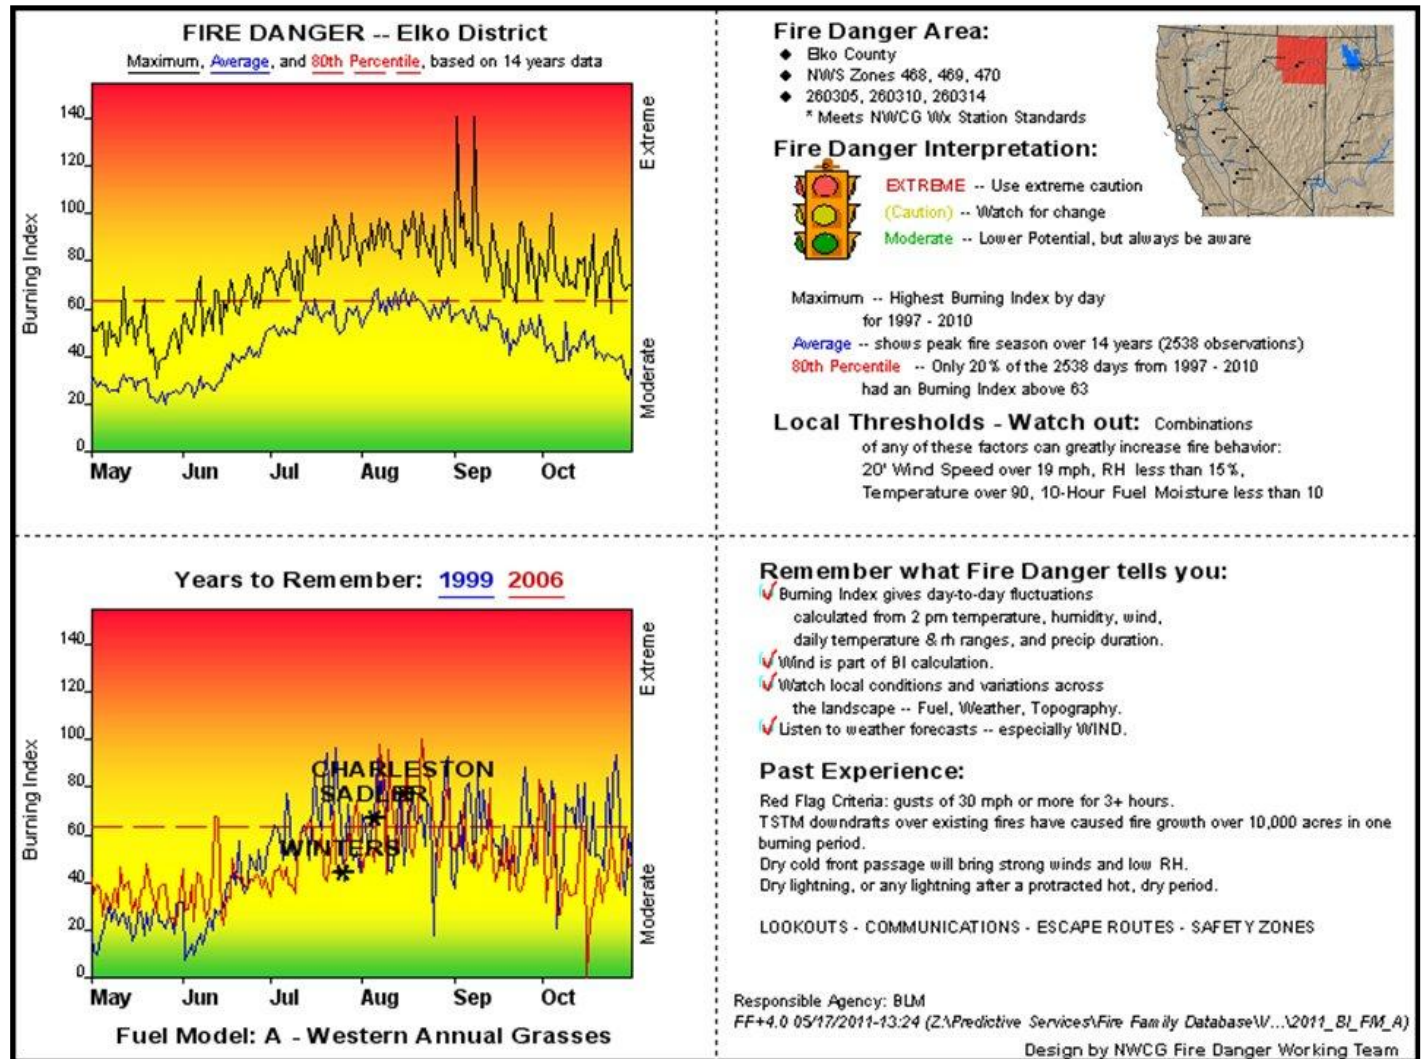 FIRE DANGER -- Elko District
Maximum, Average, and 80th Percentile, based on 14 years data
140
120
100
80
60
40
20
0
Burning Index
Extreme
Moderate
May Jun Jul Aug Sep Oct
Fire Danger Area:
Elko County
NWS Zones 468, 469, 470
260305, 260310, 260314
* Meets NWCG Wx Station Standards
Fire Danger Interpretation:
EXTREME -- Use extreme caution
(Caution) -- Watch for change
Moderate -- Lower Potential, but always be aware
Maximum -- Highest Burning Index by day
for 1997 - 2010
Average -- shows peak fire season over 14 years (2538 observations)
80th Percentile -- Only 20% of the 2538 days from 1997 - 2010
had an Burning Index above 63
Local Thresholds - Watch out: Combinations
of any of these factors can greatly increase fire behavior:
20' Wind Speed over 19 mph, RH less than 15%,
Temperature over 90, 10-Hour Fuel Moisture less than 10
Years to Remember: 1999 2006
140
120
100
80
60
40
20
0
Burning Index
Extreme
Moderate
CHARLESTON
SADLER
WINTERS
May Jun Jul Aug Sep Oct
Fuel Model: A - Western Annual Grasses
Remember what Fire Danger tells you:
Burning Index gives day-to-day fluctuations
calculated from 2 pm temperature, humidity, wind,
daily temperature & rh ranges, and precip duration.
Wind is part of BI calculation.
Watch local conditions and variations across
the landscape -- Fuel, Weather, Topography.
Listen to weather forecasts -- especially WIND.
Past Experience:
Red Flag Criteria: gusts of 30 mph or more for 3+ hours.
TSTM downdrafts over existing fires have caused fire growth over 10,000 acres in one
burning period.
Dry cold front passage will bring strong winds and low RH.
Dry lightning, or any lightning after a protracted hot, dry period.
LOOKOUTS - COMMUNICATIONS - ESCAPE ROUTES - SAFETY ZONES
Responsible Agency: BLM
FF+4.0 05/17/2011-13:24 (Z:\Predictive Services\Fire Family Database\V...\2011_BI_FM_A)
Design by NWCG Fire Danger Working Team